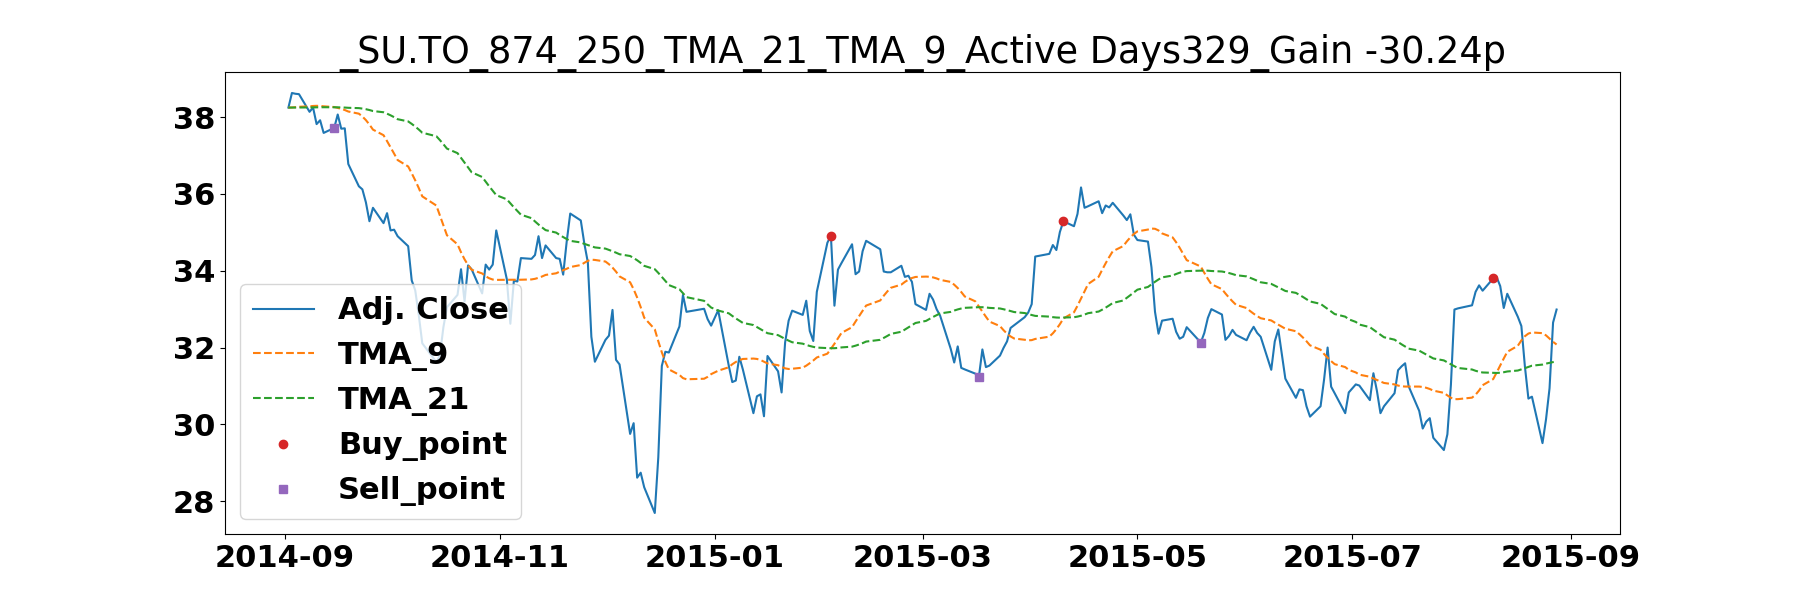 _SU.TO_874_250_TMA_21_TMA_9_Active Days329_Gain -30.24p
38
36
34
32
30
28
Adj. Close
TMA_9
TMA_21
Buy_point
Sell_point
2014-09 2014-11 2015-01 2015-03 2015-05 2015-07 2015-09